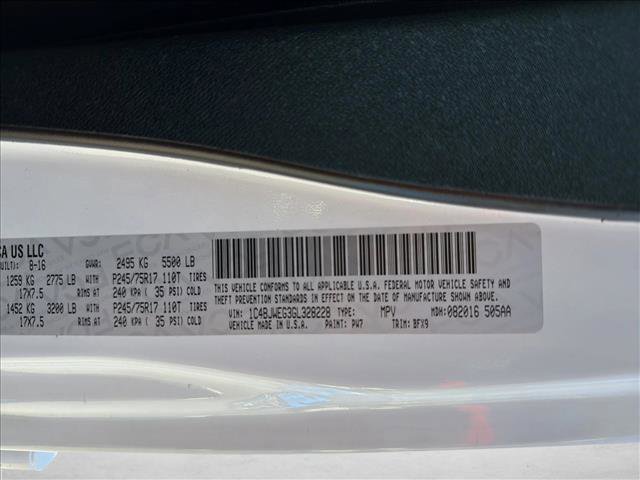 CA US LLC
UILT): 8-16 GVWR: 2495 KG 5500 LB
1259 KG 2775 LB WITH P245/75R17 110T TIRES
17X7.5 RIMS AT 240 KPA ( 35 PSI) COLD
1452 KG 3200 LB WITH P245/75R17 110T TIRES
17X7.5 RIMS AT 240 KPA ( 35 PSI) COLD
THIS VEHICLE CONFORMS TO ALL APPLICABLE U.S.A. FEDERAL MOTOR VEHICLE SAFETY AND
THEFT PREVENTION STANDARDS IN EFFECT ON THE DATE OF MANUFACTURE SHOWN ABOVE
VIN: 1C4BJWEG3GL328228 TYPE: MPV MDH: 082016 505AA
VEHICLE MADE IN U.S.A. PAINT: PW7 TRIM: BFX9